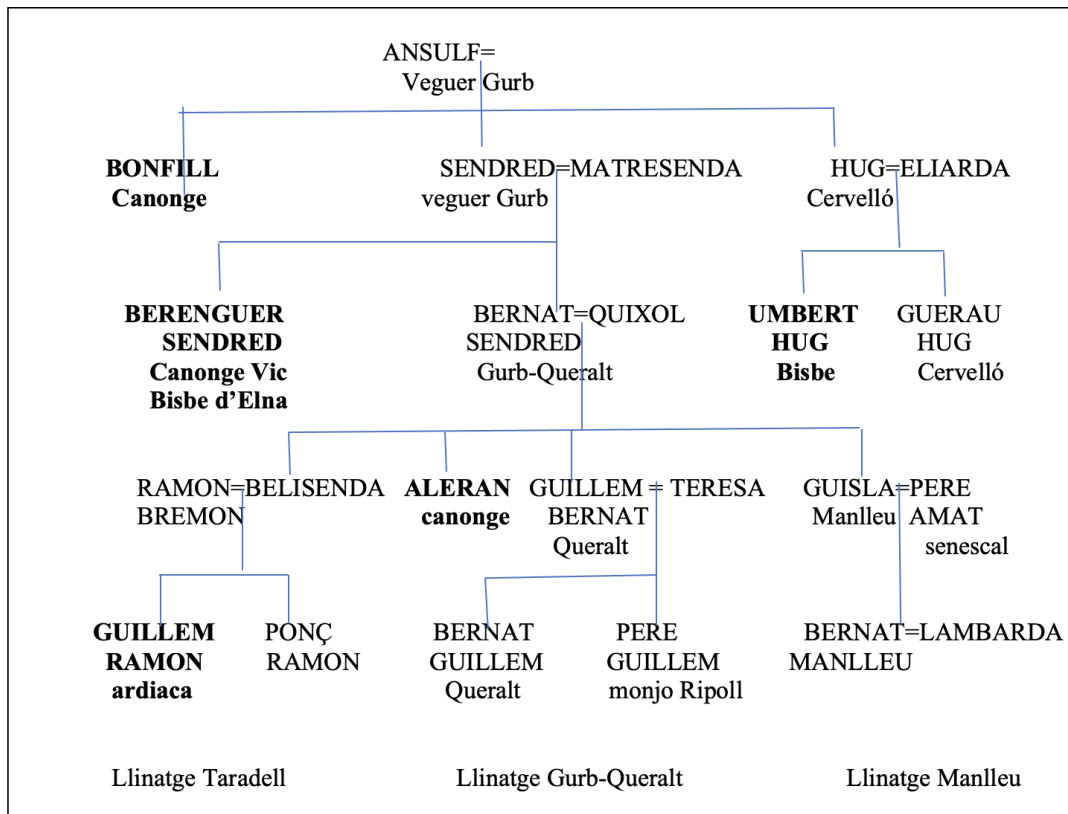 ANSULF=
Veguer Gurb
BONFILL SENDRED=MATRESENDA HUG=ELIARDA
Canonge veguer Gurb Cervelló
BERENGUER BERNAT=QUIXOL UMBERT GUERAU
SENDRED SENDRED HUG HUG
Canonge Vic Gurb-Queralt Bisbe Cervelló
Bisbe d’Elna
RAMON=BELISENDA ALERAN GUILLEM = TERESA GUISLA=PERE
BREMON canonge BERNAT Manlleu AMAT
Queralt senescal
GUILLEM PONÇ BERNAT PERE BERNAT=LAMBARDA
RAMON RAMON GUILLEM GUILLEM MANLLEU
ardiaca Queralt monjo Ripoll
Llinatge Taradell Llinatge Gurb-Queralt Llinatge Manlleu